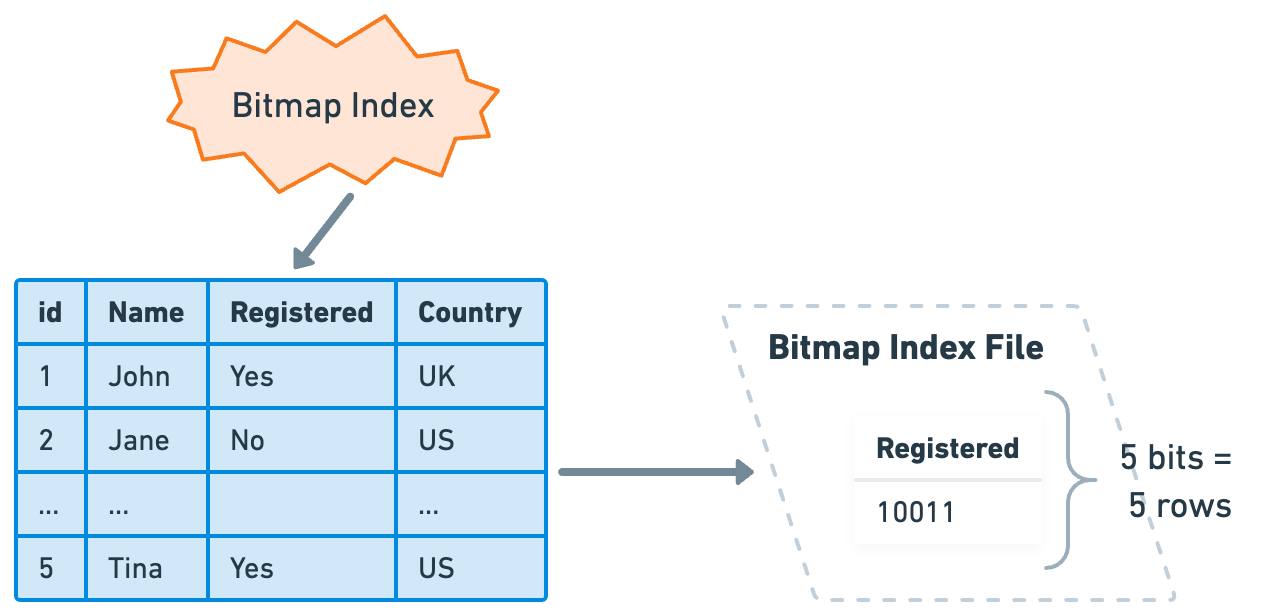 Bitmap Index
id Name Registered Country
1 John Yes UK
2 Jane No US
... ... ...
5 Tina Yes US
Bitmap Index File
Registered
10011
5 bits =
5 rows